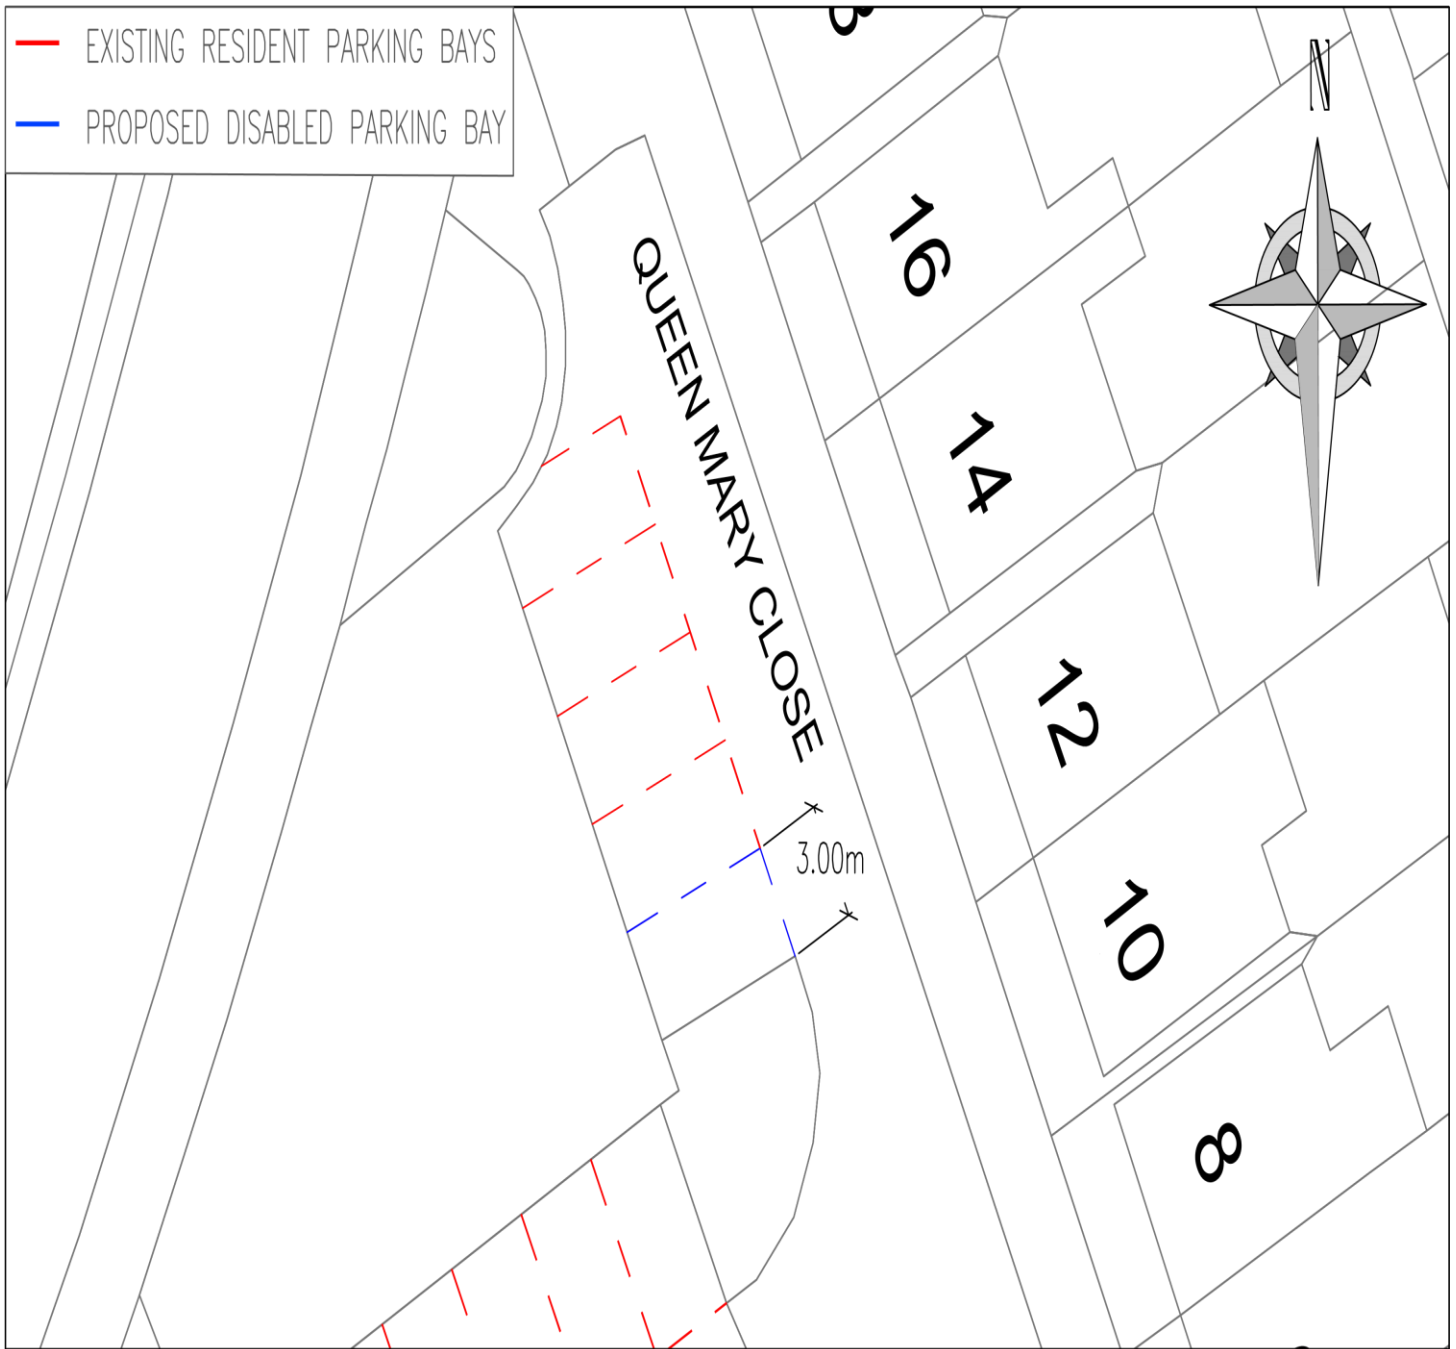 EXISTING RESIDENT PARKING BAYS
PROPOSED DISABLED PARKING BAY
N
16
QUEEN MARY CLOSE
14
12
3.00m
10
8